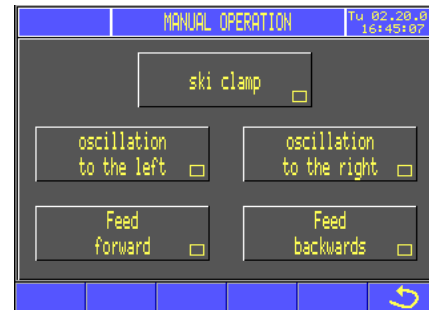 MANUAL OPERATION
Tu 02.20.0
16:45:07
ski clamp
oscillation
to the left
oscillation
to the right
Feed
forward
Feed
backwards